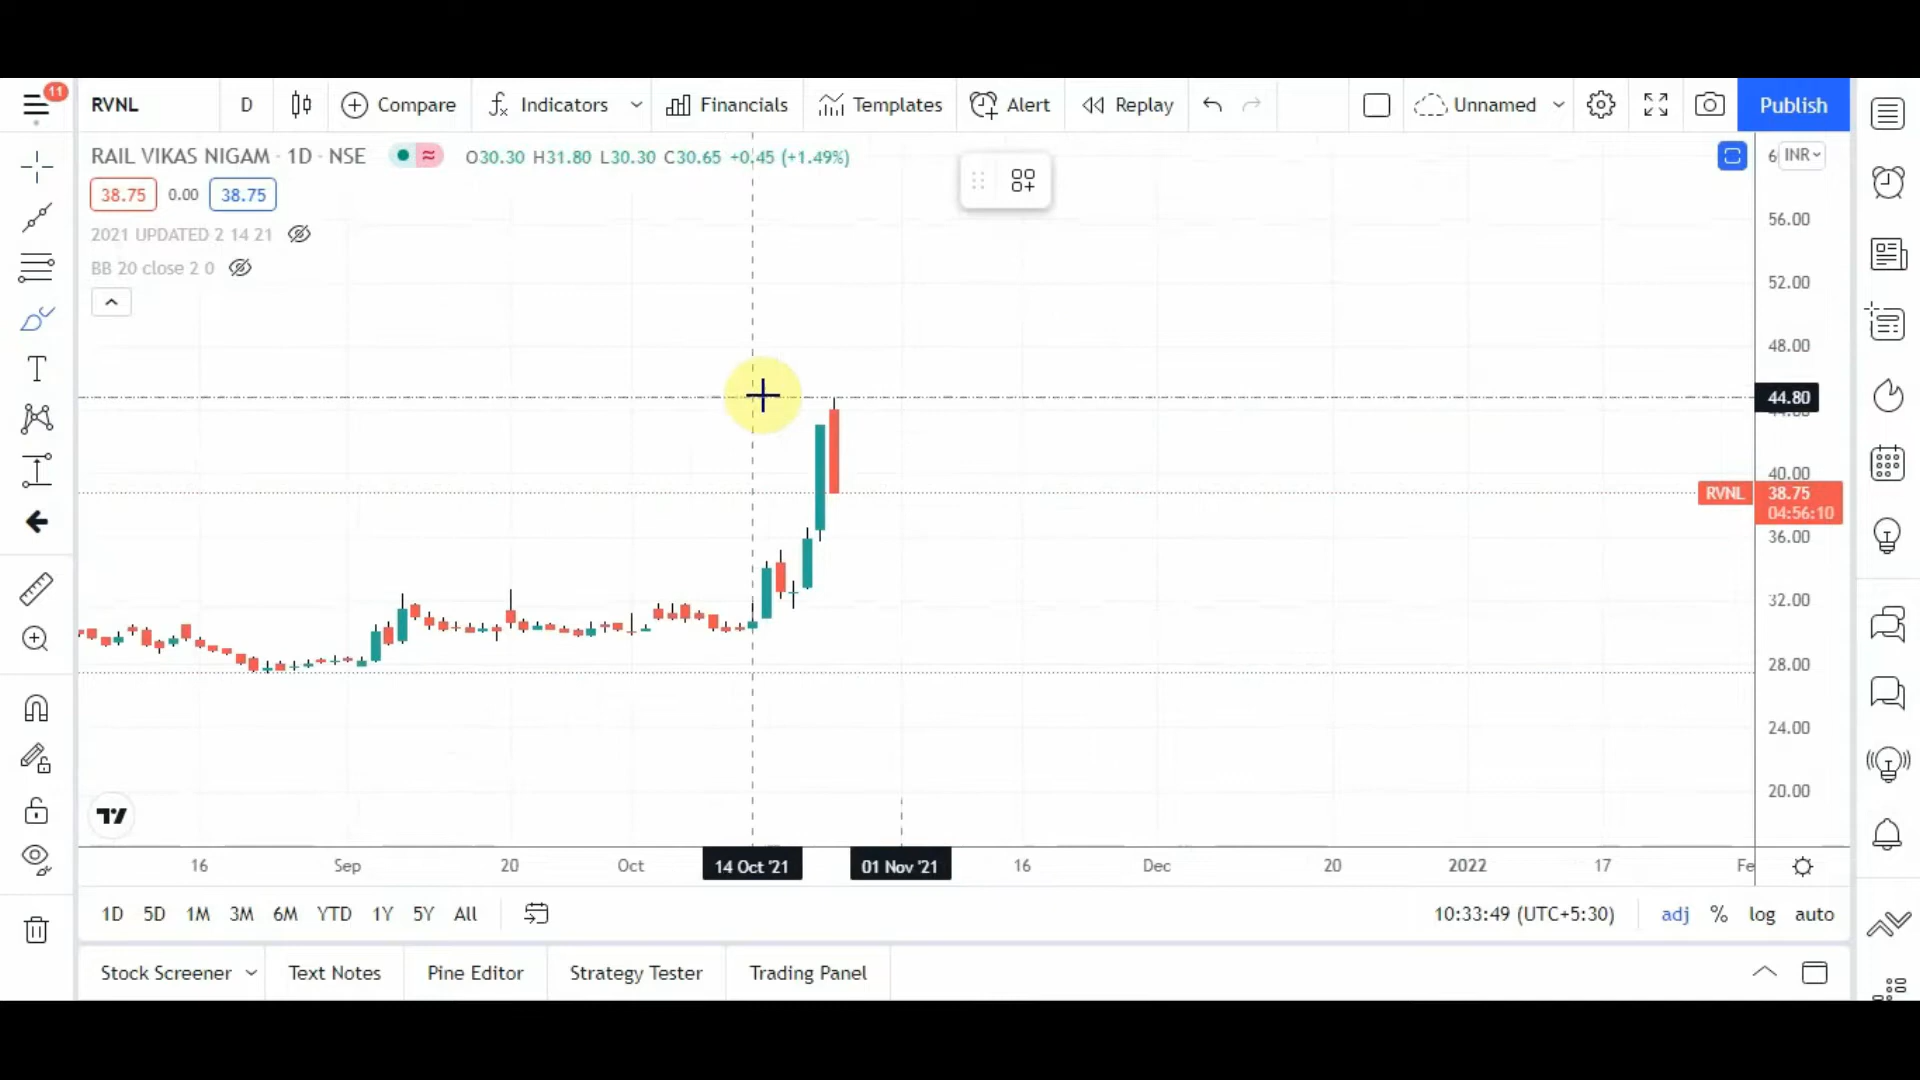 11
RVNL D Compare Indicators Financials Templates Alert Replay Unnamed Publish
RAIL VIKAS NIGAM · 1D · NSE O30.30 H31.80 L30.30 C30.65 +0.45 (+1.49%)
INR
38.75 0.00 38.75
2021 UPDATED 2 14 21
BB 20 close 2 0
56.00
52.00
48.00
44.80
40.00
RVNL 38.75
04:56:10
36.00
32.00
28.00
24.00
20.00
16 Sep 20 Oct 14 Oct '21 01 Nov '21 16 Dec 20 2022 17 Fe
1D 5D 1M 3M 6M YTD 1Y 5Y All 10:33:49 (UTC+5:30) adj % log auto
Stock Screener Text Notes Pine Editor Strategy Tester Trading Panel